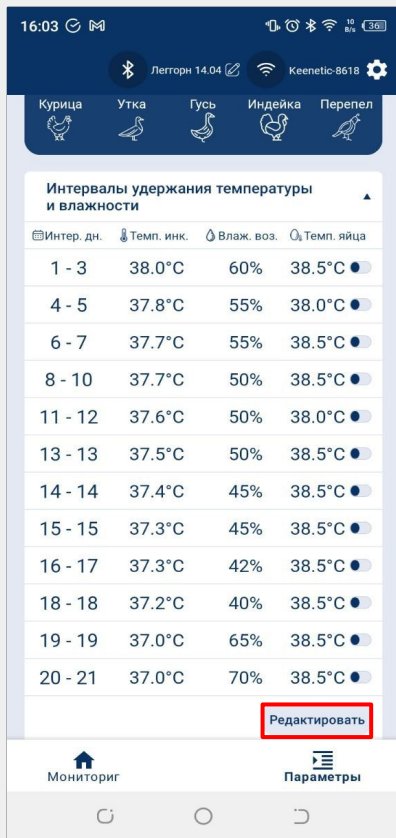 16:03 10 B/s 36
Леггорн 14.04 Keenetic-8618
Курица Утка Гусь Индейка Перепел
Интервалы удержания температуры
и влажности
Интер. дн. Темп. инк. Влаж. воз. Темп. яйца
1 - 3 38.0°C 60% 38.5°C
4 - 5 37.8°C 55% 38.0°C
6 - 7 37.7°C 55% 38.5°C
8 - 10 37.7°C 50% 38.5°C
11 - 12 37.6°C 50% 38.0°C
13 - 13 37.5°C 50% 38.5°C
14 - 14 37.4°C 45% 38.5°C
15 - 15 37.3°C 45% 38.5°C
16 - 17 37.3°C 42% 38.5°C
18 - 18 37.2°C 40% 38.5°C
19 - 19 37.0°C 65% 38.5°C
20 - 21 37.0°C 70% 38.5°C
Редактировать
Мониториг Параметры